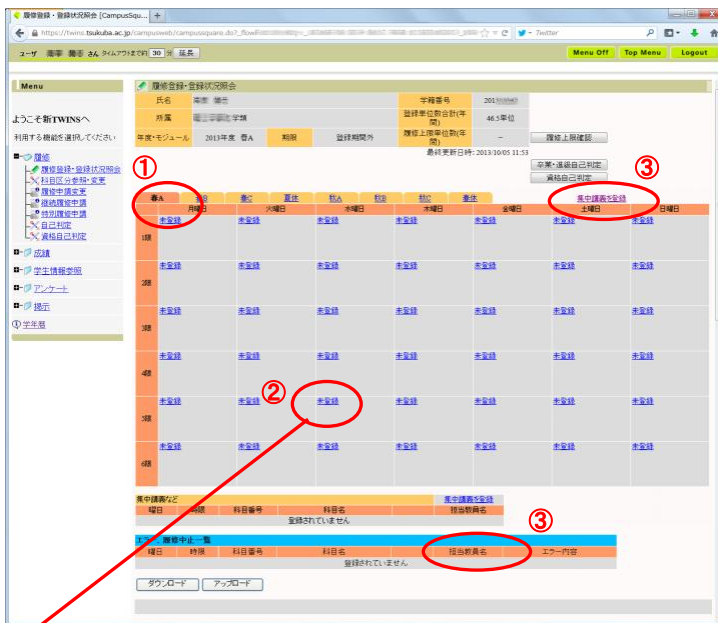 履修登録・登録状況照会 [CampusSqu...
https://twins.tsukuba.ac.jp/campusweb/campussquare.do?_flow
Twitter
ユーザ さん タイムアウトまで約 30 分 延長
Menu Off Top Menu Logout
Menu
ようこそ新TWINSへ
利用する機能を選択してください
履修
履修登録・登録状況照会
科目区分参照・変更
履修申請変更
継続履修申請
特別履修申請
自己判定
資格自己判定
成績
学生情報参照
アンケート
掲示
学年暦
履修登録・登録状況照会
氏名 学籍番号 201
所属 学類 登録単位数合計(年間) 46.5単位
年度・モジュール 2013年度 春A 期限 登録期間外 履修上限単位数(年間) - 履修上限確認
最終更新日時: 2013/10/05 11:53
卒業・進級自己判定
資格自己判定
① ③
春A 春B 春C 夏休 秋A 秋B 秋C 春休 集中講義を登録
月曜日 火曜日 水曜日 木曜日 金曜日 土曜日 日曜日
1限 未登録 未登録 未登録 未登録 未登録 未登録 未登録
2限 未登録 未登録 未登録 未登録 未登録 未登録 未登録
3限 未登録 未登録 未登録 未登録 未登録 未登録 未登録
4限 未登録 未登録 未登録 未登録 未登録 未登録 未登録
②
5限 未登録 未登録 未登録 未登録 未登録 未登録 未登録
6限 未登録 未登録 未登録 未登録 未登録 未登録 未登録
集中講義など 集中講義を登録
曜日 時限 科目番号 科目名 担当教員名
登録されていません
③
エラー、履修中止一覧
曜日 時限 科目番号 科目名 担当教員名 エラー内容
登録されていません
ダウンロード アップロード